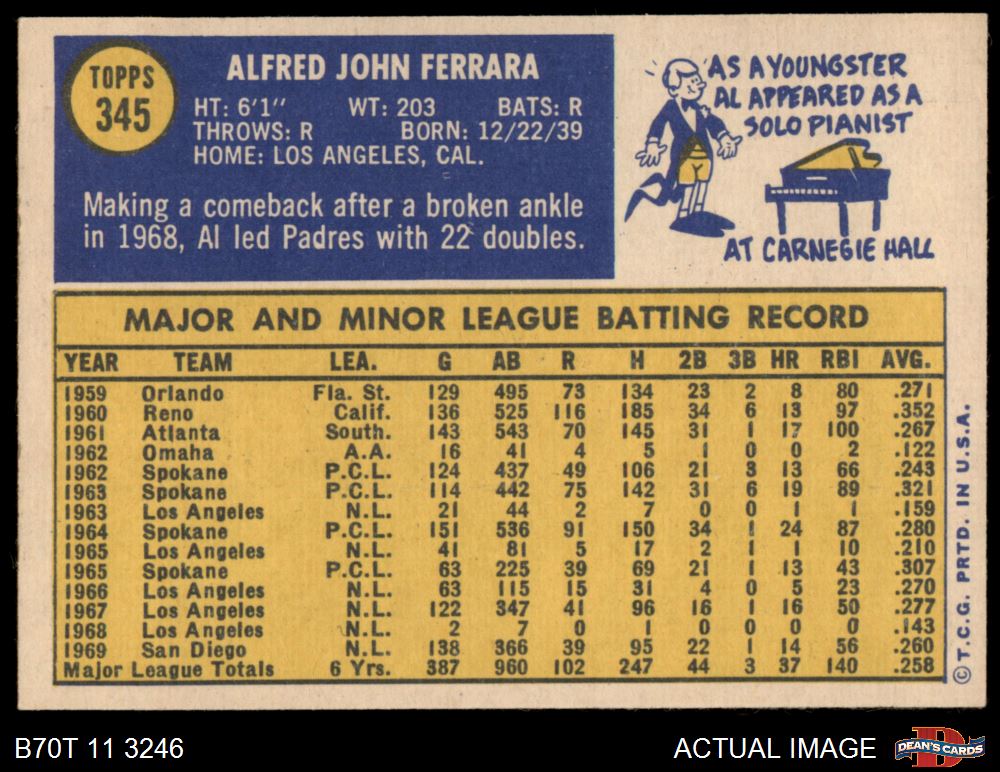 TOPPS
345
ALFRED JOHN FERRARA
HT: 6'1" WT: 203 BATS: R
THROWS: R BORN: 12/22/39
HOME: LOS ANGELES, CAL.
Making a comeback after a broken ankle
in 1968, Al led Padres with 22 doubles.
AS A YOUNGSTER
AL APPEARED AS A
SOLO PIANIST
AT CARNEGIE HALL
MAJOR AND MINOR LEAGUE BATTING RECORD
YEAR TEAM LEA. G AB R H 2B 3B HR RBI AVG.
1959 Orlando Fla. St. 129 495 73 134 23 2 8 80 .271
1960 Reno Calif. 136 525 116 185 34 6 13 97 .352
1961 Atlanta South. 143 543 70 145 31 1 17 100 .267
1962 Omaha A.A. 16 41 4 5 1 0 0 2 .122
1962 Spokane P.C.L. 124 437 49 106 21 3 13 66 .243
1963 Spokane P.C.L. 114 442 75 142 31 6 19 89 .321
1963 Los Angeles N.L. 21 44 2 7 0 0 1 1 .159
1964 Spokane P.C.L. 151 536 91 150 34 1 24 87 .280
1965 Los Angeles N.L. 41 81 5 17 2 1 1 10 .210
1965 Spokane P.C.L. 63 225 39 69 21 1 13 43 .307
1966 Los Angeles N.L. 63 115 15 31 4 0 5 23 .270
1967 Los Angeles N.L. 122 347 41 96 16 1 16 50 .277
1968 Los Angeles N.L. 2 7 0 1 0 0 0 0 .143
1969 San Diego N.L. 138 366 39 95 22 1 14 56 .260
Major League Totals 6 Yrs. 387 960 102 247 44 3 37 140 .258
© T.C.G. PRTD. IN U.S.A.
B70T 11 3246
ACTUAL IMAGE
D
DEAN'S CARDS